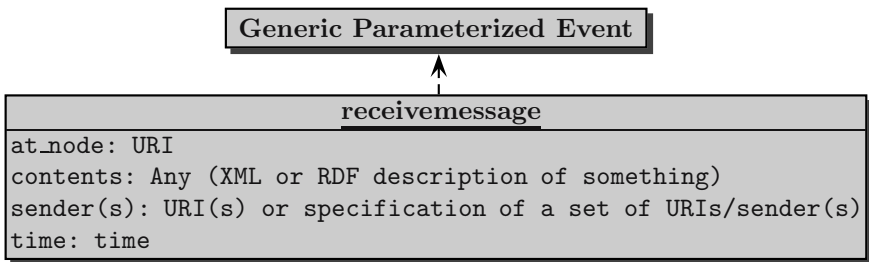 Generic Parameterized Event
receivemessage
at_node: URI
contents: Any (XML or RDF description of something)
sender(s): URI(s) or specification of a set of URIs/sender(s)
time: time